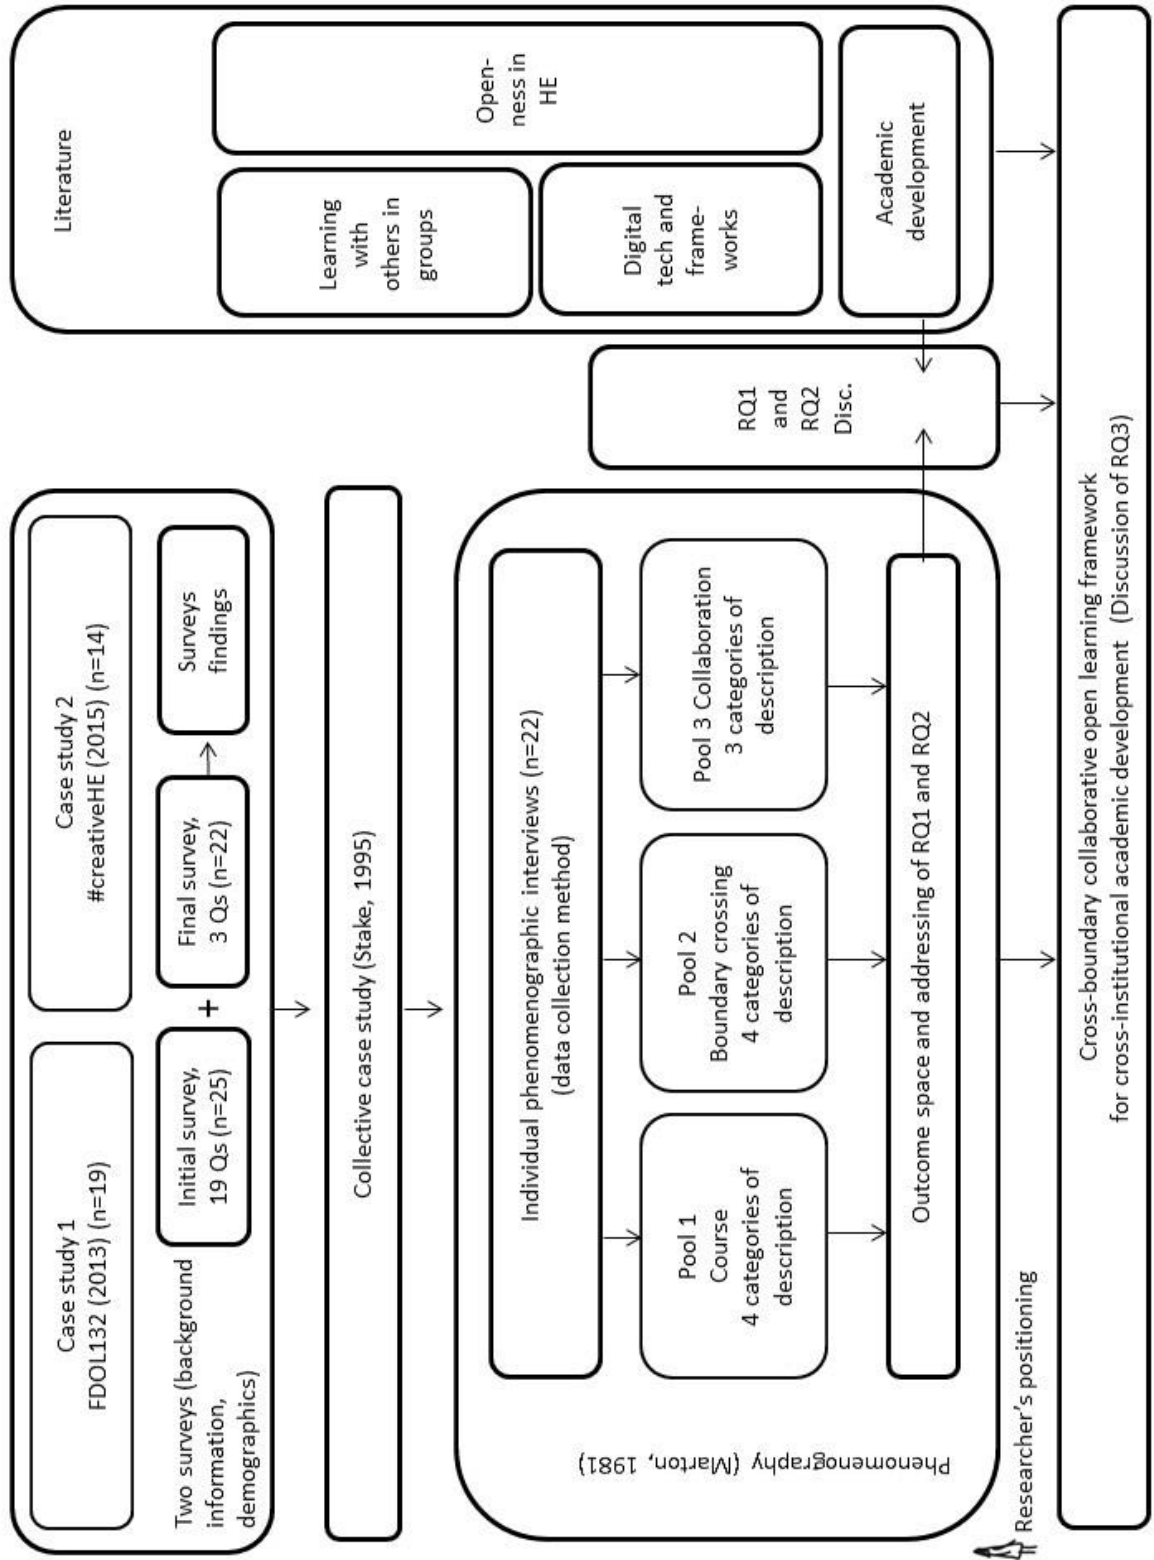 Case study 1
FDOL132 (2013) (n=19)
Case study 2
#creativeHE (2015) (n=14)
Two surveys (background
information,
demographics)
Initial survey,
19 Qs (n=25)
+
Final survey,
3 Qs (n=22)
Surveys
findings
Collective case study (Stake, 1995)
Phenomenography (Marton, 1981)
Individual phenomenographic interviews (n=22)
(data collection method)
Pool 1
Course
4 categories of
description
Pool 2
Boundary crossing
4 categories of
description
Pool 3 Collaboration
3 categories of
description
Outcome space and addressing of RQ1 and RQ2
RQ1
and
RQ2
Disc.
Literature
Learning
with
others in
groups
Open-
ness in
HE
Digital
tech and
frame-
works
Academic
development
Researcher's positioning
Cross-boundary collaborative open learning framework
for cross-institutional academic development (Discussion of RQ3)